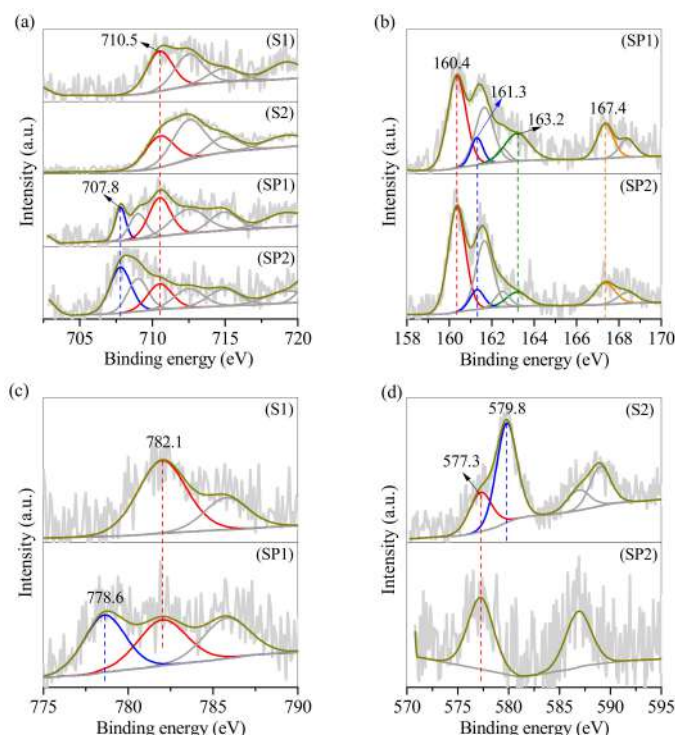 (a)
(S1)
710.5
(S2)
(SP1)
707.8
(SP2)
Intensity (a.u.)
705 710 715 720
Binding energy (eV)
(b)
(SP1)
160.4
161.3
163.2
167.4
(SP2)
Intensity (a.u.)
158 160 162 164 166 168 170
Binding energy (eV)
(c)
(S1)
782.1
(SP1)
778.6
Intensity (a.u.)
775 780 785 790
Binding energy (eV)
(d)
(S2)
579.8
577.3
(SP2)
Intensity (a.u.)
570 575 580 585 590 595
Binding energy (eV)